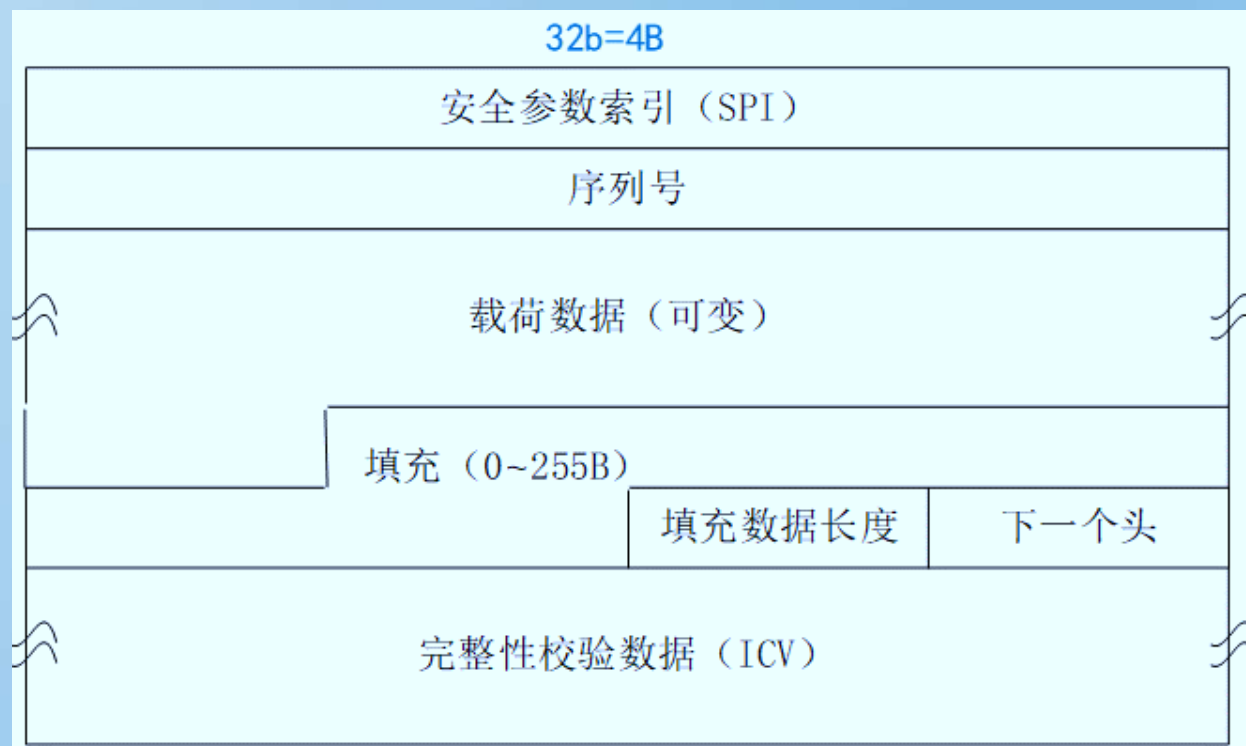 32b=4B
安全参数索引（SPI）
序列号
载荷数据（可变）
填充（0~255B）
填充数据长度
下一个头
完整性校验数据（ICV）